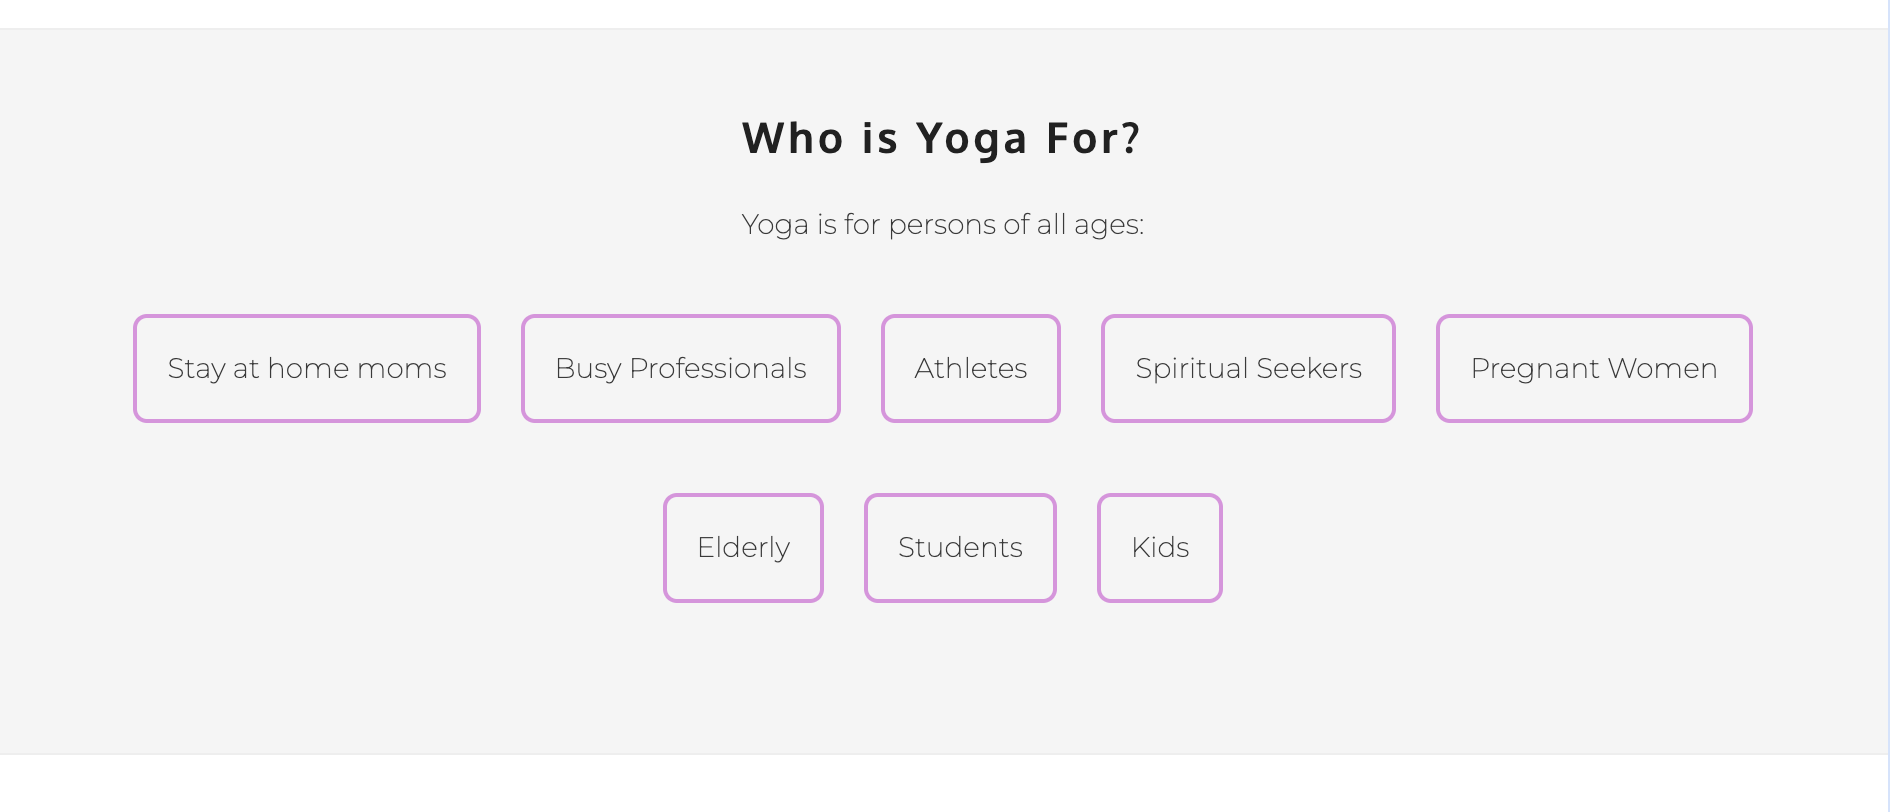 Who is Yoga For?
Yoga is for persons of all ages:
Stay at home moms
Busy Professionals
Athletes
Spiritual Seekers
Pregnant Women
Elderly
Students
Kids